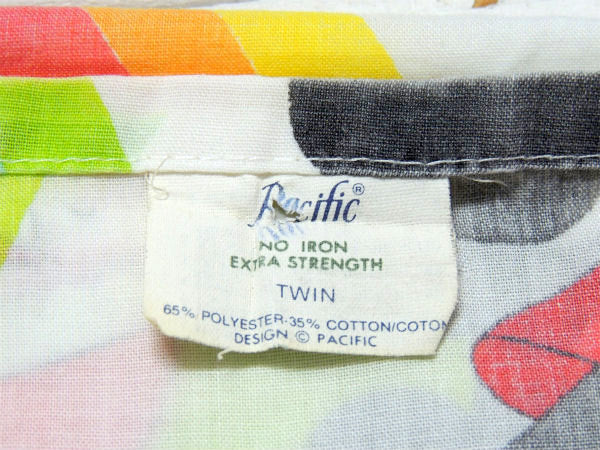 Pacific®
NO IRON
EXTRA STRENGTH
TWIN
65% POLYESTER-35% COTTON/COTON
DESIGN © PACIFIC